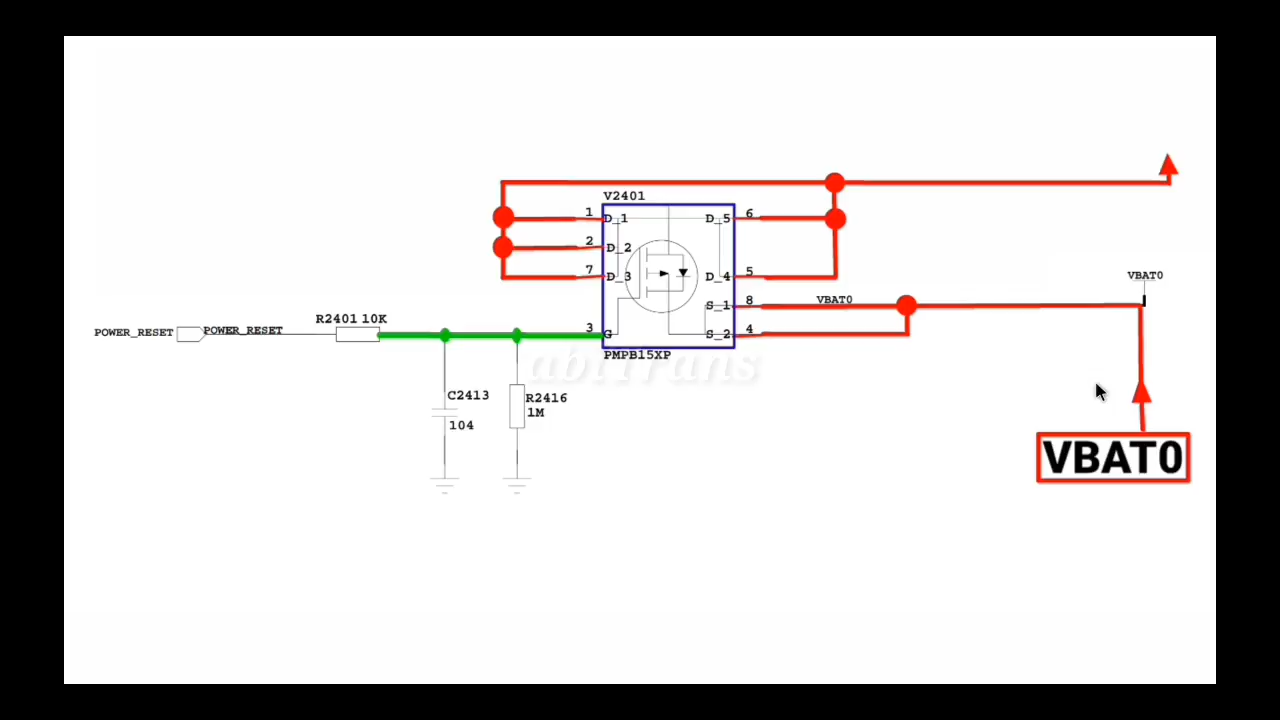 V2401
1 D_1 D_5 6
2 D_2
7 D_3 D_4 5
VBAT0
S_1 8 VBAT0
R2401 10K
POWER_RESET POWER_RESET 3 G S_2 4
PMPB15XP
abiTrans
C2413
104
R2416
1M
VBAT0